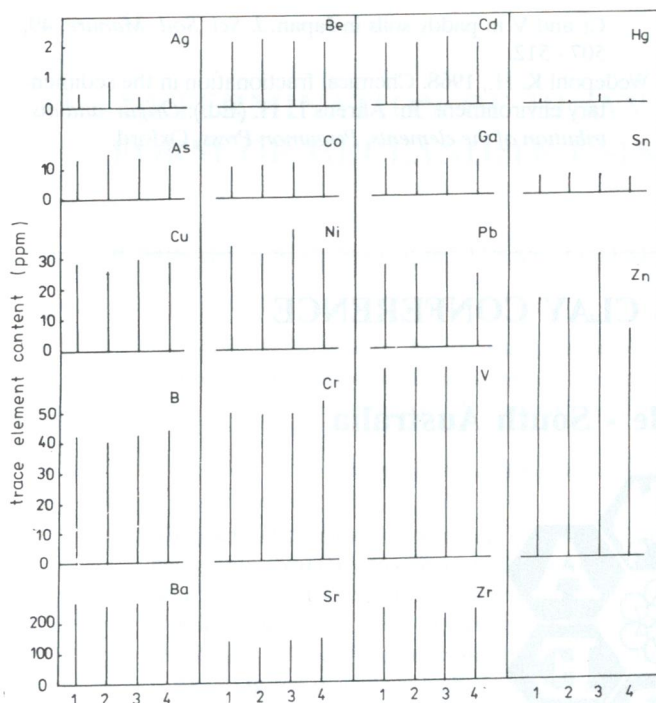 Ag Be Cd Hg
2
1
0
As Co Ga Sn
10
0
Cu Ni Pb Zn
30
20
10
0
B Cr V
50
40
30
20
10
0
Ba Sr Zr
200
100
0
1 2 3 4 1 2 3 4 1 2 3 4 1 2 3 4
trace element content (ppm)
CLAY CONFERENCE
South Australia